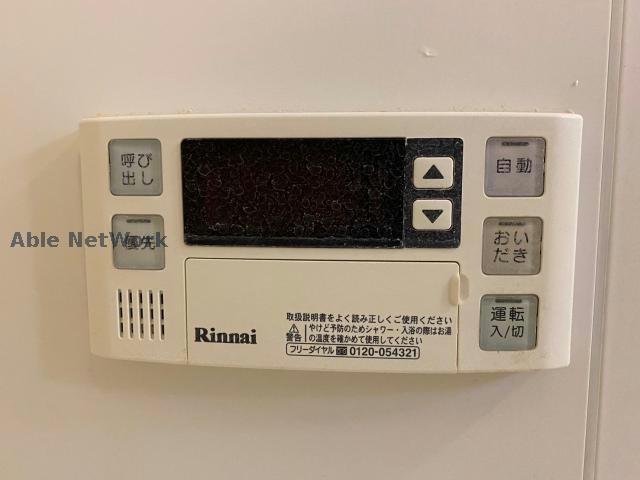 呼び
出し
自動
Able NetWork
優先
おい
だき
Rinnai
取扱説明書をよく読み正しくご使用ください
警告
やけど予防のためシャワー・入浴の際はお湯
の温度を確かめて使用してください
フリーダイヤル 0120-054321
運転
入/切